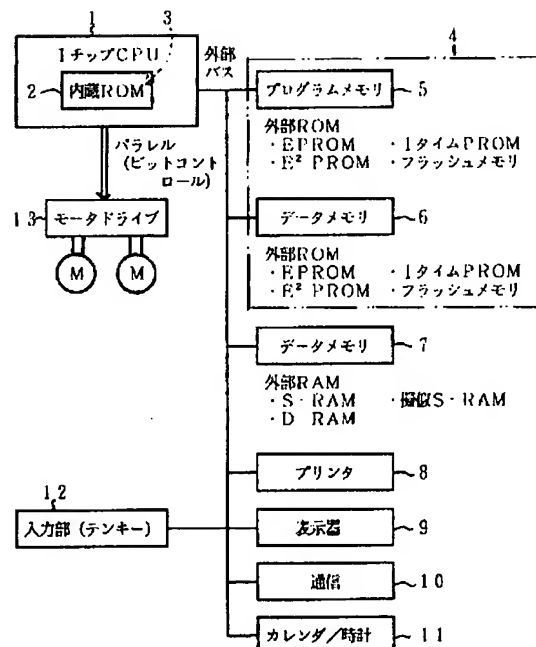 1
3
4
1チップCPU
外部
バス
2
内蔵ROM
プログラムメモリ
5
外部ROM
・EPROM ・1タイムPROM
・E² PROM ・フラッシュメモリ
パラレル
(ビットコント
ロール)
13
モータドライブ
M M
データメモリ
6
外部ROM
・EPROM ・1タイムPROM
・E² PROM ・フラッシュメモリ
データメモリ
7
外部RAM
・S-RAM ・擬似S-RAM
・D RAM
プリンタ
8
12
入力部(テンキー)
表示器
9
通信
10
カレンダ/時計
11